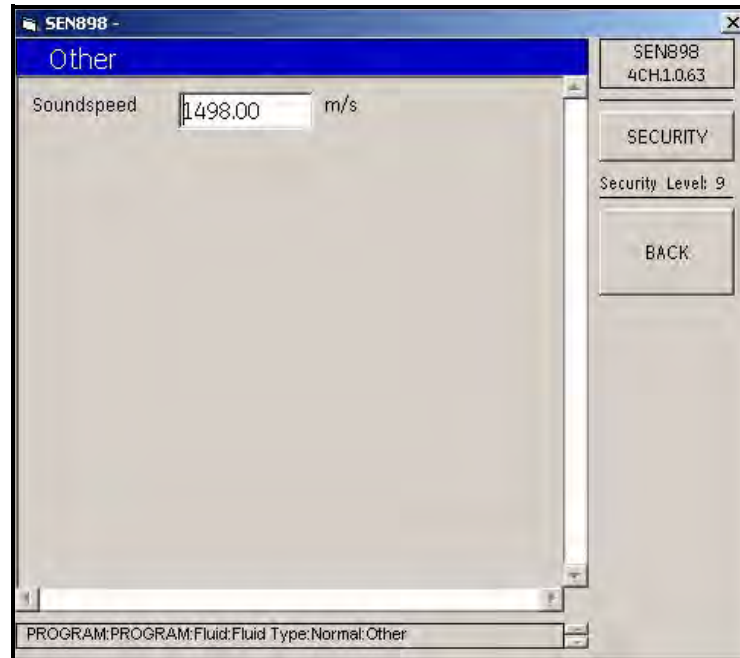 SEN898 -
Other
SEN898
4CH.1.0.63
Soundspeed 1498.00 m/s
SECURITY
Security Level: 9
BACK
PROGRAM:PROGRAM:Fluid:Fluid Type:Normal:Other